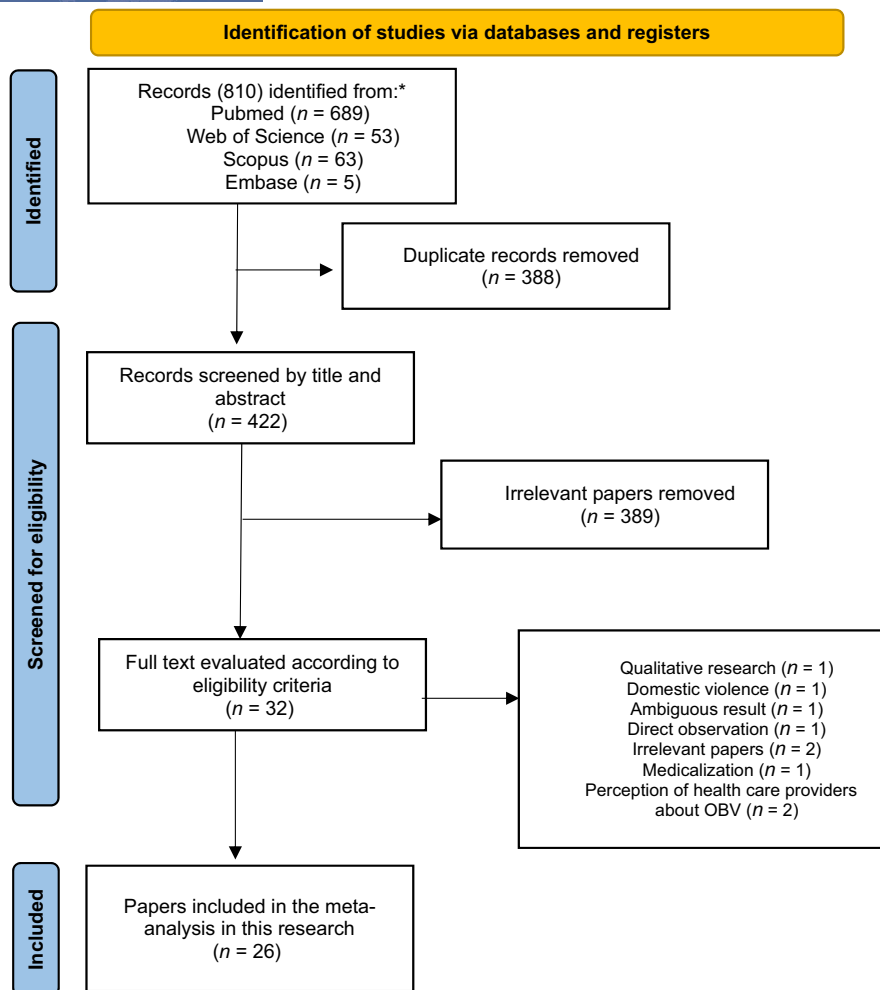 Identification of studies via databases and registers
Identified
Records (810) identified from:*
Pubmed (n = 689)
Web of Science (n = 53)
Scopus (n = 63)
Embase (n = 5)
Duplicate records removed
(n = 388)
Screened for eligibility
Records screened by title and
abstract
(n = 422)
Irrelevant papers removed
(n = 389)
Full text evaluated according to
eligibility criteria
(n = 32)
Qualitative research (n = 1)
Domestic violence (n = 1)
Ambiguous result (n = 1)
Direct observation (n = 1)
Irrelevant papers (n = 2)
Medicalization (n = 1)
Perception of health care providers
about OBV (n = 2)
Included
Papers included in the meta-
analysis in this research
(n = 26)